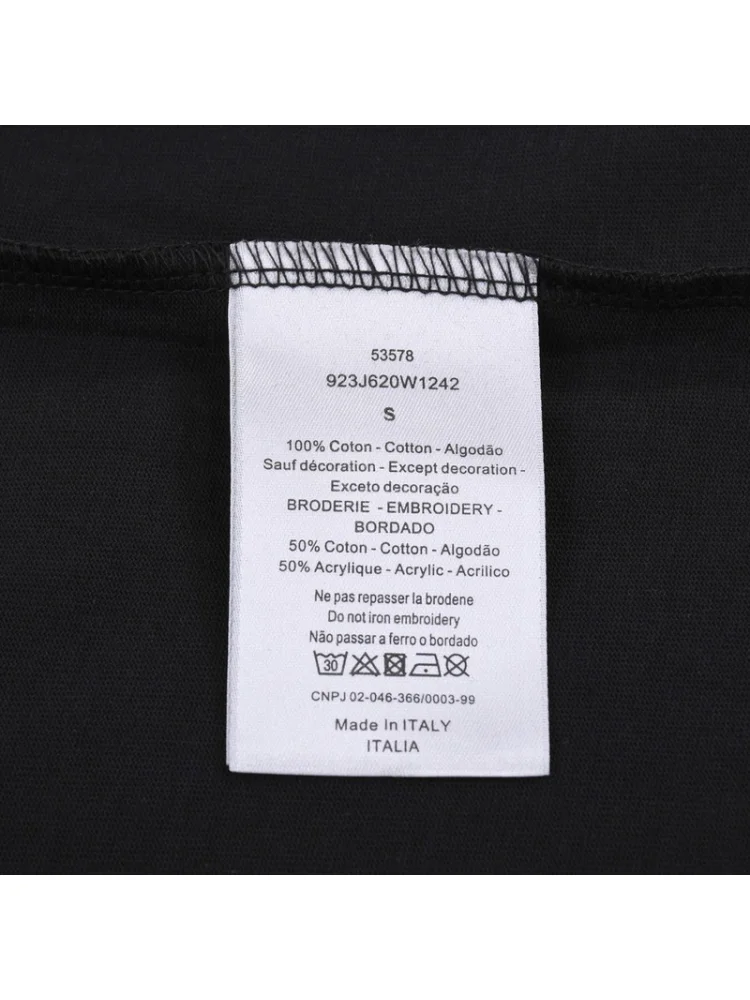 53578
923J620W1242
S
100% Coton - Cotton - Algodão
Sauf décoration - Except decoration -
Exceto decoração
BRODERIE - EMBROIDERY -
BORDADO
50% Coton - Cotton - Algodão
50% Acrylique - Acrylic - Acrilico
Ne pas repasser la brodene
Do not iron embroidery
Não passar a ferro o bordado
30
CNPJ 02-046-366/0003-99
Made In ITALY
ITALIA